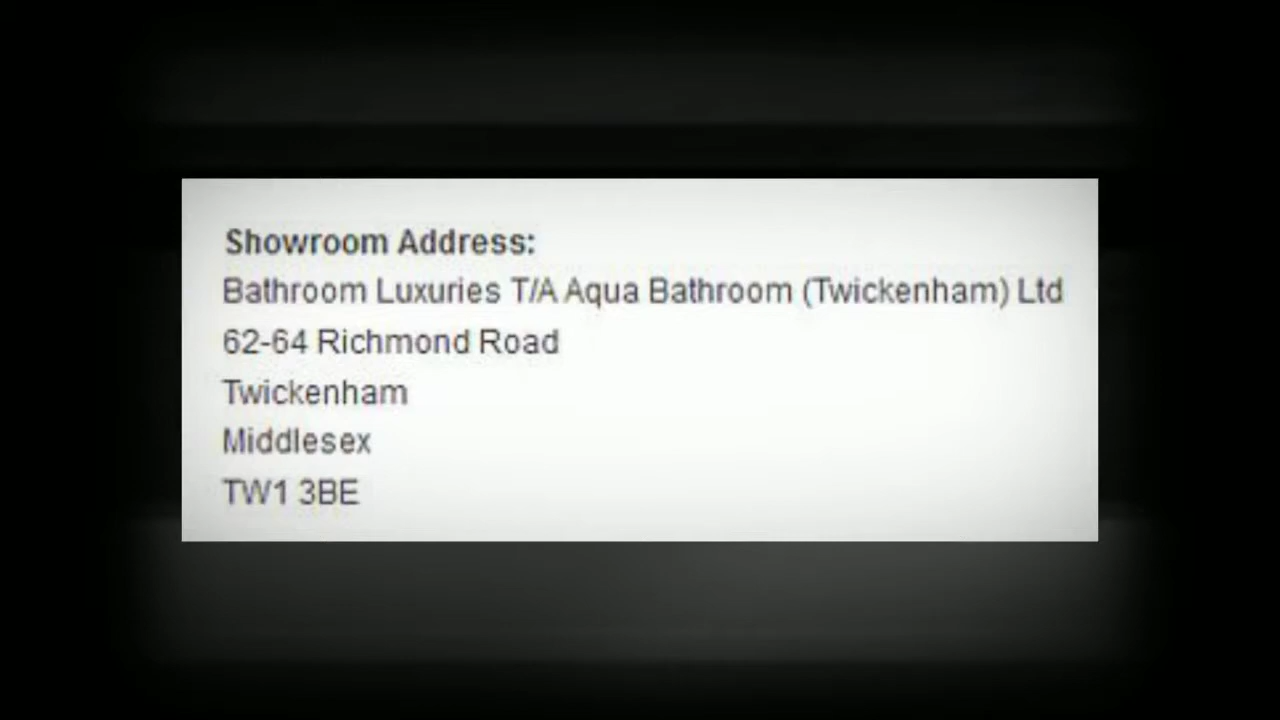 Showroom Address:
Bathroom Luxuries T/A Aqua Bathroom (Twickenham) Ltd
62-64 Richmond Road
Twickenham
Middlesex
TW1 3BE